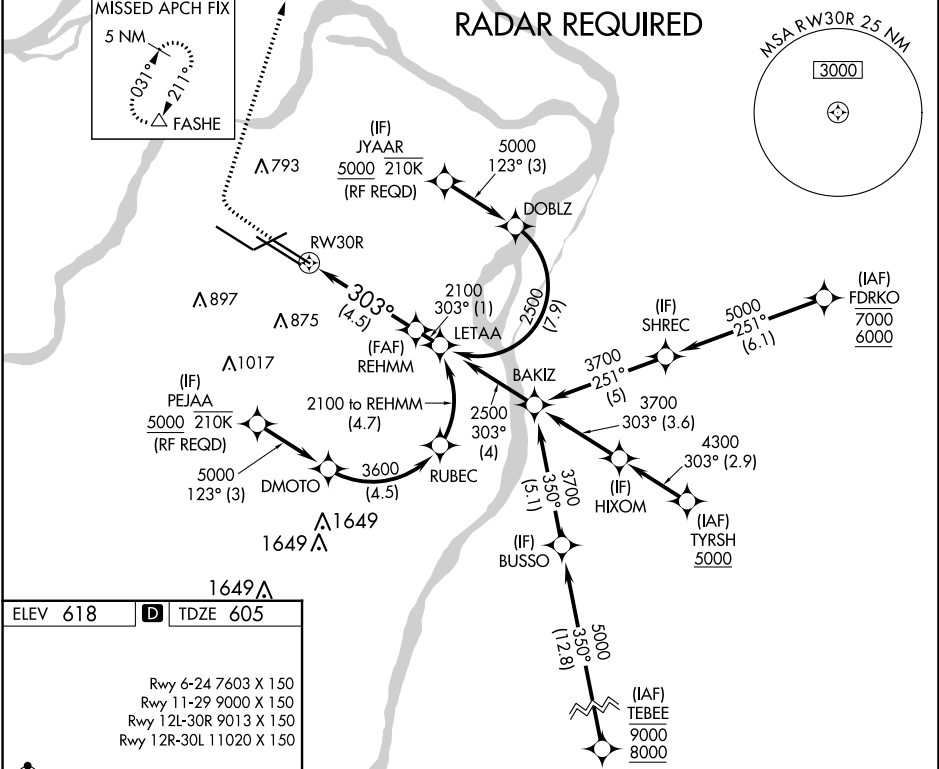 MISSED APCH FIX
5 NM
031°
211°
FASHE
RADAR REQUIRED
MSA RW30R 25 NM
3000
(IF)
JYAAR
5000 210K
(RF REQD)
5000
123° (3)
DOBLZ
793
RW30R
897
875
1017
303°
(4.5)
2100
303° (1)
LETAA
(FAF)
REHMM
2500
(7.9)
(IAF)
FDRKO
7000
6000
5000
251°
(6.1)
(IF)
SHREC
3700
251°
(5)
BAKIZ
2500
303°
(4)
3700
303° (3.6)
4300
303° (2.9)
(IF)
HIXOM
(IAF)
TYRSH
5000
(IF)
PEJAA
5000 210K
(RF REQD)
5000
123° (3)
DMOTO
3600
(4.5)
2100 to REHMM
(4.7)
RUBEC
3700
350°
(5.1)
(IF)
BUSSO
5000
350°
(12.8)
(IAF)
TEBEE
9000
8000
1649
1649
1649
ELEV 618 D TDZE 605
Rwy 6-24 7603 X 150
Rwy 11-29 9000 X 150
Rwy 12L-30R 9013 X 150
Rwy 12R-30L 11020 X 150